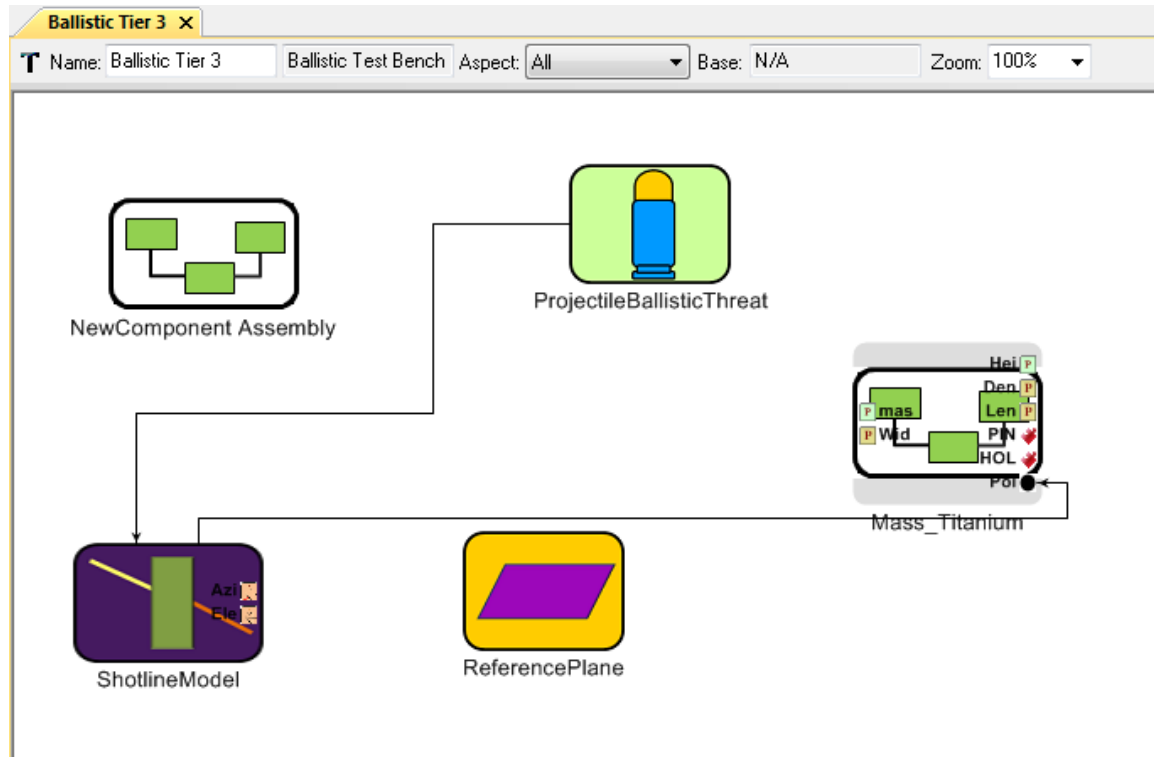 Ballistic Tier 3
Name: Ballistic Tier 3 Ballistic Test Bench Aspect: All Base: N/A Zoom: 100%
ProjectileBallisticThreat
NewComponent Assembly
Hei P
Den P
P mas Len P
P Wid PIN
HOL
Poi
Mass_Titanium
Azi
Ele
ReferencePlane
ShotlineModel